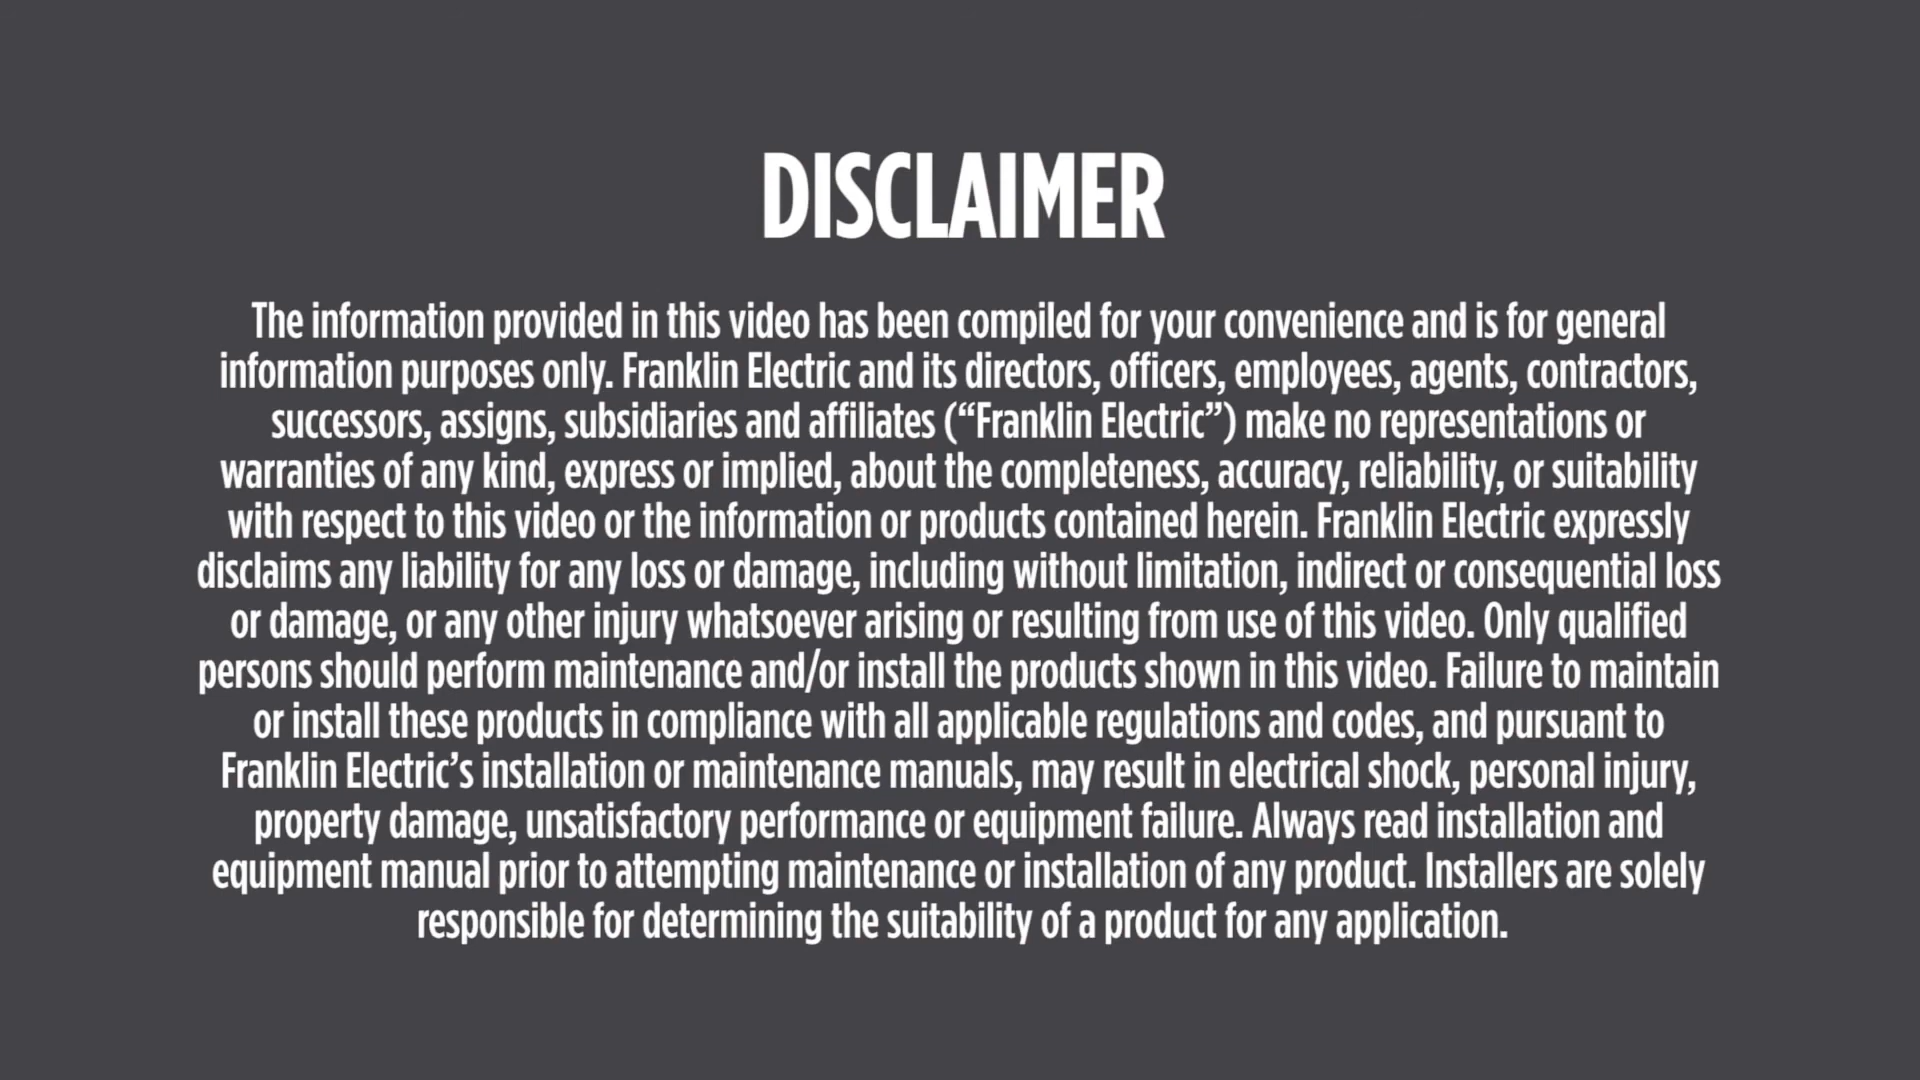 DISCLAIMER
The information provided in this video has been compiled for your convenience and is for general
information purposes only. Franklin Electric and its directors, officers, employees, agents, contractors,
successors, assigns, subsidiaries and affiliates (“Franklin Electric”) make no representations or
warranties of any kind, express or implied, about the completeness, accuracy, reliability, or suitability
with respect to this video or the information or products contained herein. Franklin Electric expressly
disclaims any liability for any loss or damage, including without limitation, indirect or consequential loss
or damage, or any other injury whatsoever arising or resulting from use of this video. Only qualified
persons should perform maintenance and/or install the products shown in this video. Failure to maintain
or install these products in compliance with all applicable regulations and codes, and pursuant to
Franklin Electric’s installation or maintenance manuals, may result in electrical shock, personal injury,
property damage, unsatisfactory performance or equipment failure. Always read installation and
equipment manual prior to attempting maintenance or installation of any product. Installers are solely
responsible for determining the suitability of a product for any application.